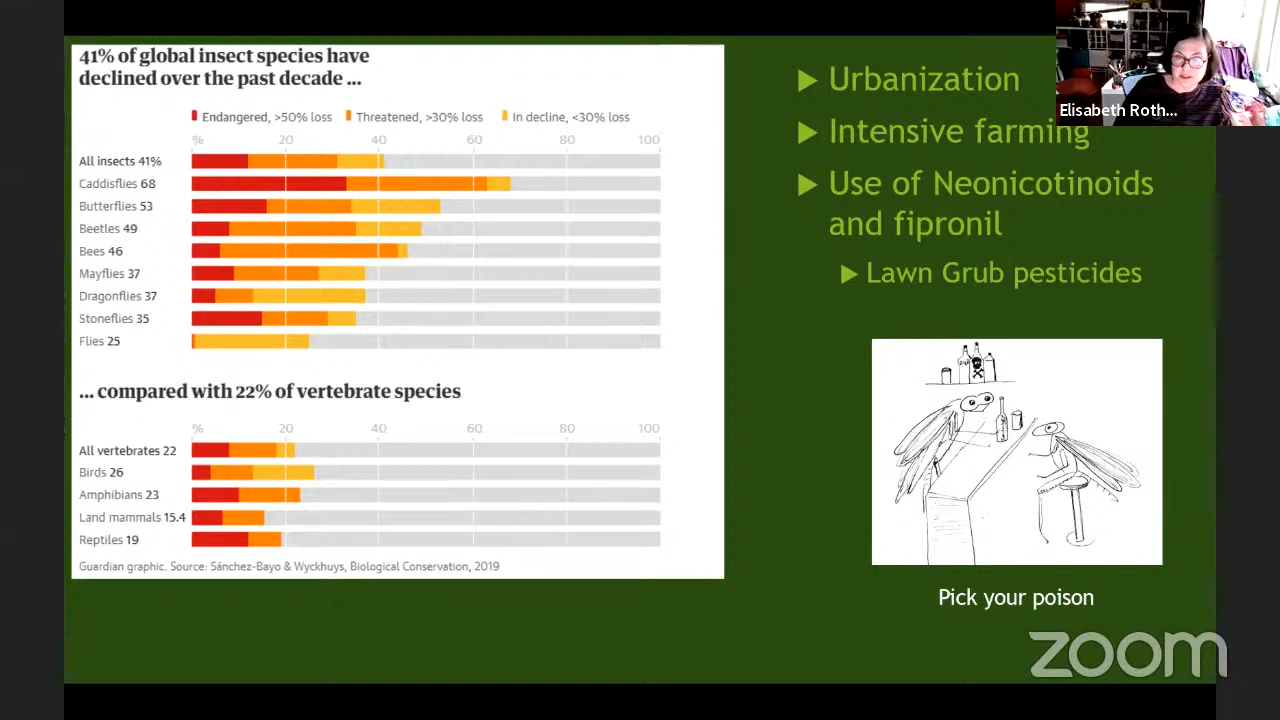 41% of global insect species have
declined over the past decade ...
Endangered, >50% loss Threatened, >30% loss In decline, <30% loss
% 20 40 60 80 100
All insects 41%
Caddisflies 68
Butterflies 53
Beetles 49
Bees 46
Mayflies 37
Dragonflies 37
Stoneflies 35
Flies 25
... compared with 22% of vertebrate species
% 20 40 60 80 100
All vertebrates 22
Birds 26
Amphibians 23
Land mammals 15.4
Reptiles 19
Guardian graphic. Source: Sánchez-Bayo & Wyckhuys, Biological Conservation, 2019
Urbanization
Intensive farming
Use of Neonicotinoids
and fipronil
Lawn Grub pesticides
Pick your poison
Elisabeth Roth...
zoom